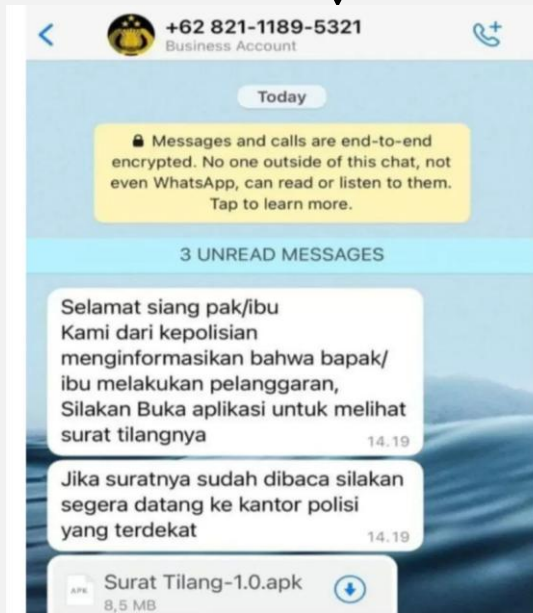 +62 821-1189-5321
Business Account
Today
Messages and calls are end-to-end
encrypted. No one outside of this chat, not
even WhatsApp, can read or listen to them.
Tap to learn more.
3 UNREAD MESSAGES
Selamat siang pak/ibu
Kami dari kepolisian
menginformasikan bahwa bapak/
ibu melakukan pelanggaran,
Silakan Buka aplikasi untuk melihat
surat tilangnya
14.19
Jika suratnya sudah dibaca silakan
segera datang ke kantor polisi
yang terdekat
14.19
APK
Surat Tilang-1.0.apk
8,5 MB